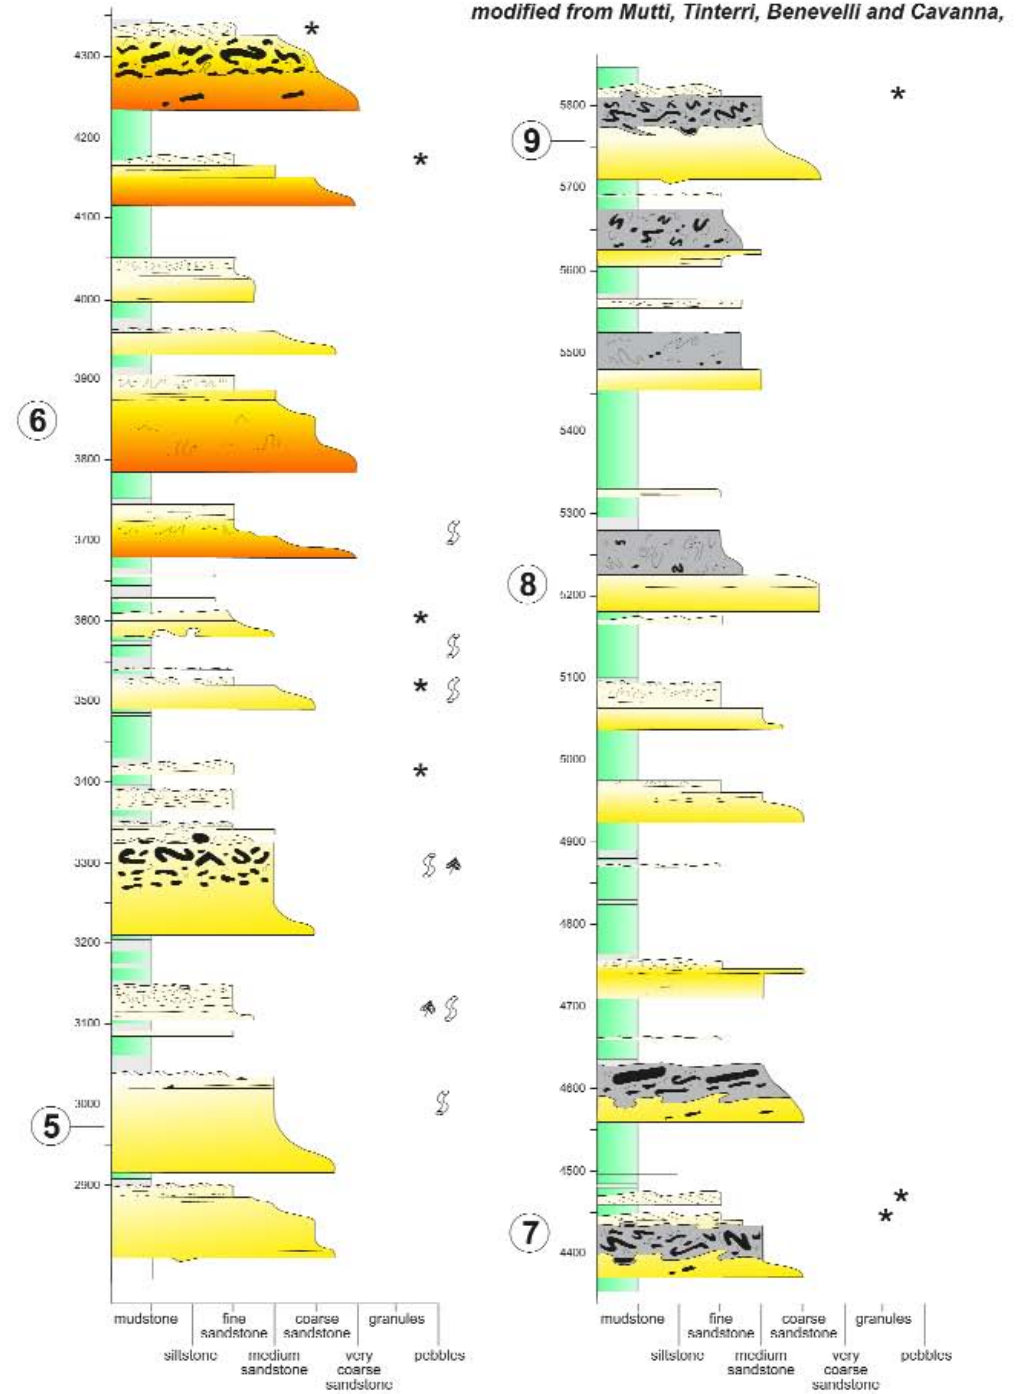 modified from Mutti, Tinterri, Benevelli and Cavanna,
4300
4200
4100
4000
3900
3800
3700
3600
3500
3400
3300
3200
3100
3000
2900
6
5
mudstone
fine sandstone
coarse sandstone
granules
siltstone
medium sandstone
very coarse sandstone
pebbles
5800
5700
5600
5500
5400
5300
5200
5100
5000
4900
4800
4700
4600
4500
4400
9
8
7
mudstone
fine sandstone
coarse sandstone
granules
siltstone
medium sandstone
very coarse sandstone
pebbles